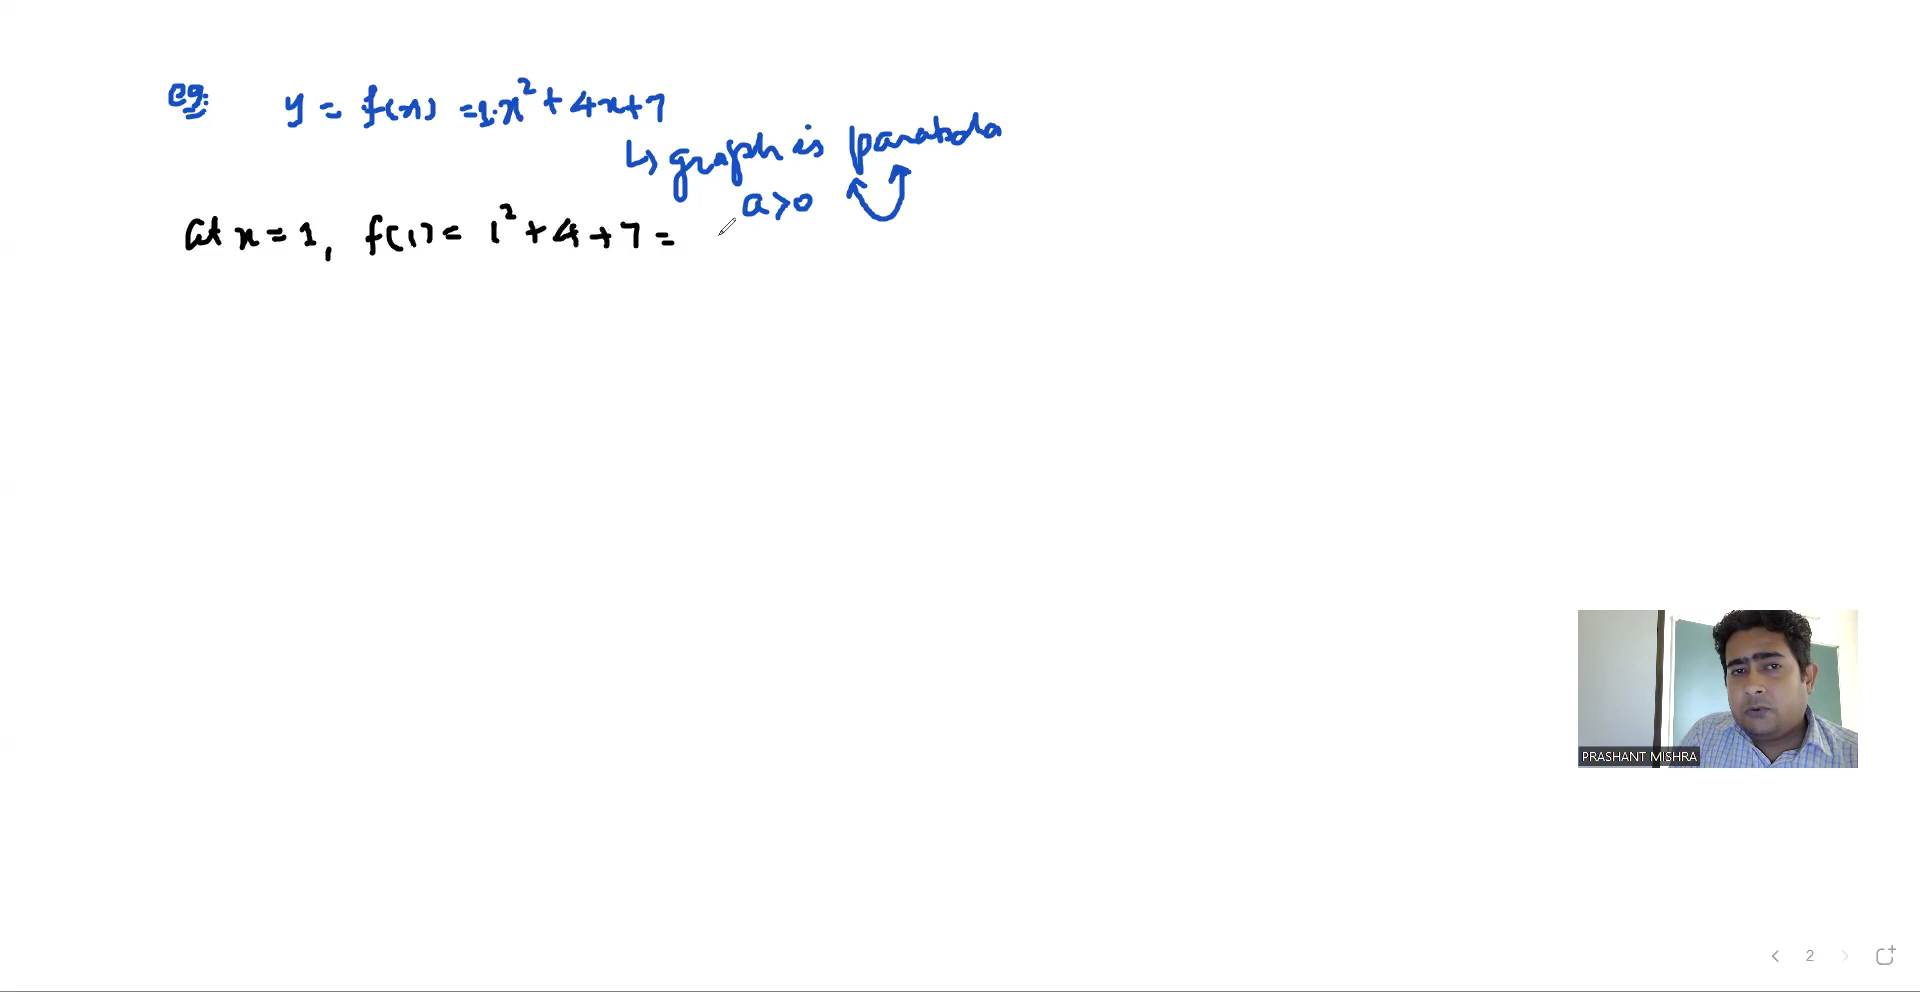 eg: y = f(x) = 1·x² + 4x + 7
↳ graph is parabola
a > 0
at x = 1, f(1) = 1² + 4 + 7 =
PRASHANT MISHRA
2